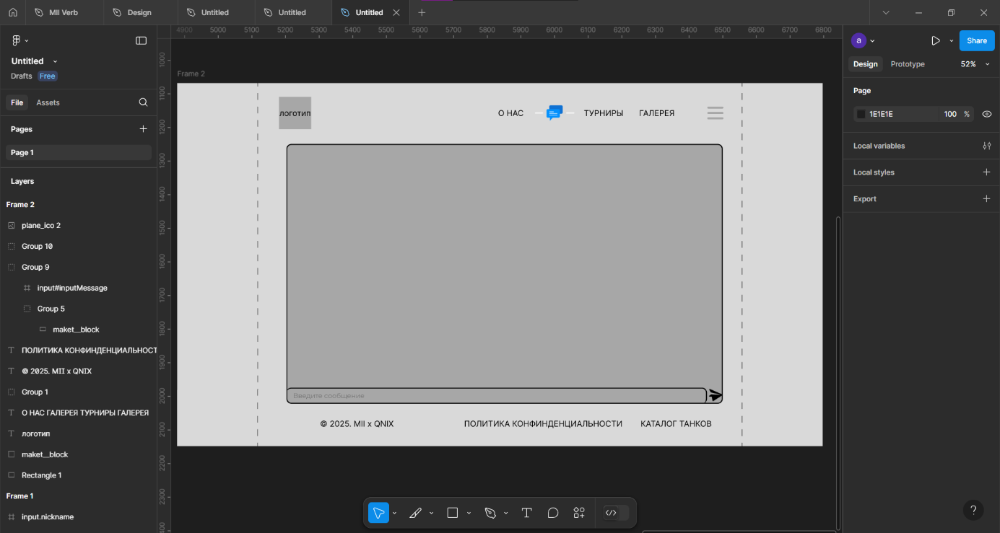 MII Verb
Design
Untitled
Untitled
Untitled
4900 5000 5100 5200 5300 5400 5500 5600 5700 5800 5900 6000 6100 6200 6300 6400 6500 6600 6700 6800
a
Share
Untitled
Drafts Free
Design Prototype 52%
File Assets
Page
1E1E1E 100 %
Pages
Page 1
Local variables
Local styles
Export
Layers
Frame 2
plane_ico 2
Group 10
Group 9
input#inputMessage
Group 5
maket__block
ПОЛИТИКА КОНФИНДЕНЦИАЛЬНОСТ
© 2025. MII x QNIX
Group 1
О НАС ГАЛЕРЕЯ ТУРНИРЫ ГАЛЕРЕЯ
логотип
maket__block
Rectangle 1
Frame 1
input.nickname
1000
1100
1200
1300
1400
1500
1600
1700
1800
1900
2000
2100
2200
2300
Frame 2
логотип
О НАС ТУРНИРЫ ГАЛЕРЕЯ
Введите сообщение
© 2025. MII x QNIX ПОЛИТИКА КОНФИНДЕНЦИАЛЬНОСТИ КАТАЛОГ ТАНКОВ
?